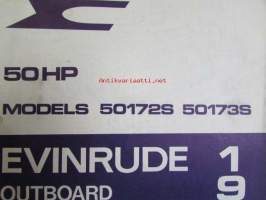 50HP
MODELS 50172S 50173S
EVINRUDE 1
OUTBOARD 9
antikvariaatti.net